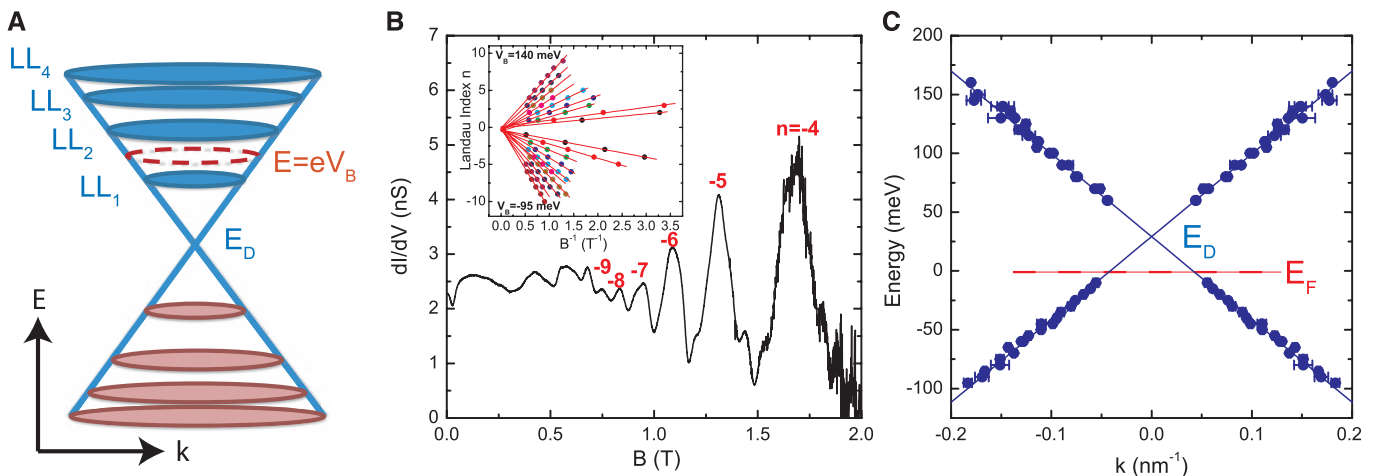 A
LL4
LL3
LL2
E=eVB
LL1
ED
E
k
B
7
6
5
4
3
2
1
0
dI/dV (nS)
0.0 0.5 1.0 1.5 2.0
B (T)
n=-4
-5
-6
-7
-8
-9
10
5
0
-5
-10
Landau Index n
VB=140 meV
VB=-95 meV
0.0 0.5 1.0 1.5 2.0 2.5 3.0 3.5
B-1 (T-1)
C
200
150
100
50
0
-50
-100
Energy (meV)
ED
EF
-0.2 -0.1 0.0 0.1 0.2
k (nm-1)